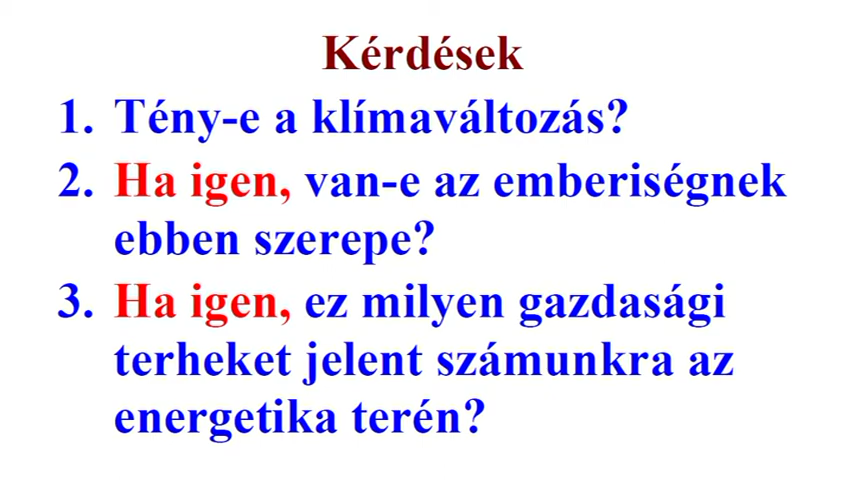 Kérdések
1. Tény-e a klímaváltozás?
2. Ha igen, van-e az emberiségnek
ebben szerepe?
3. Ha igen, ez milyen gazdasági
terheket jelent számunkra az
energetika terén?